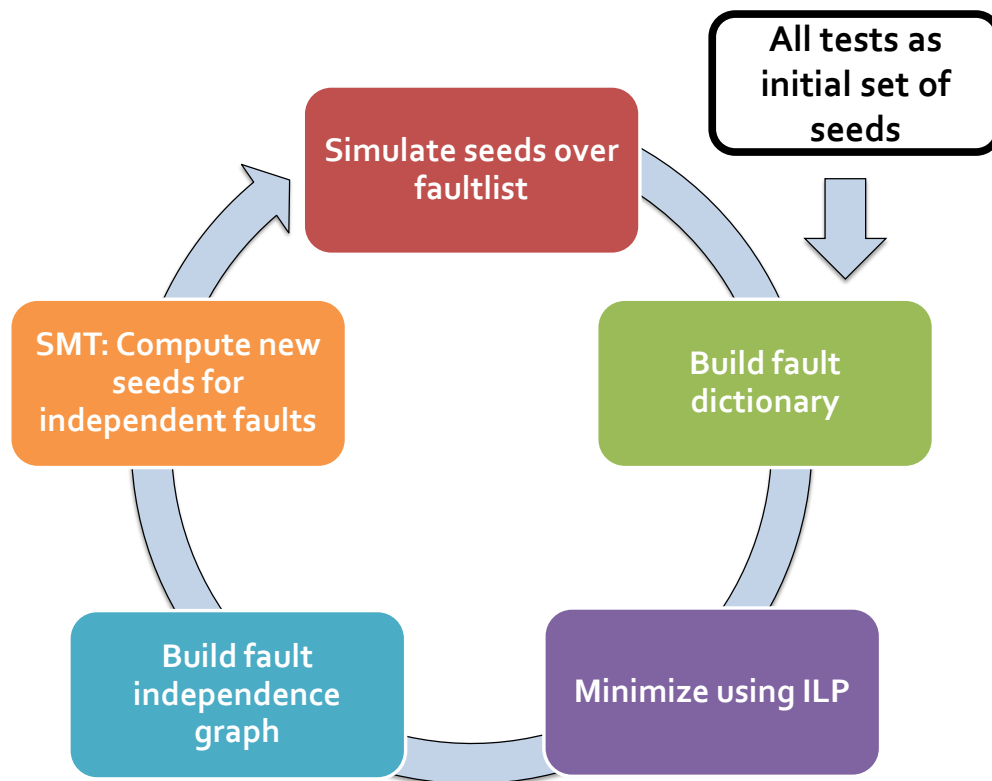 All tests as
initial set of
seeds
Simulate seeds over
faultlist
Build fault
dictionary
Minimize using ILP
Build fault
independence
graph
SMT: Compute new
seeds for
independent faults